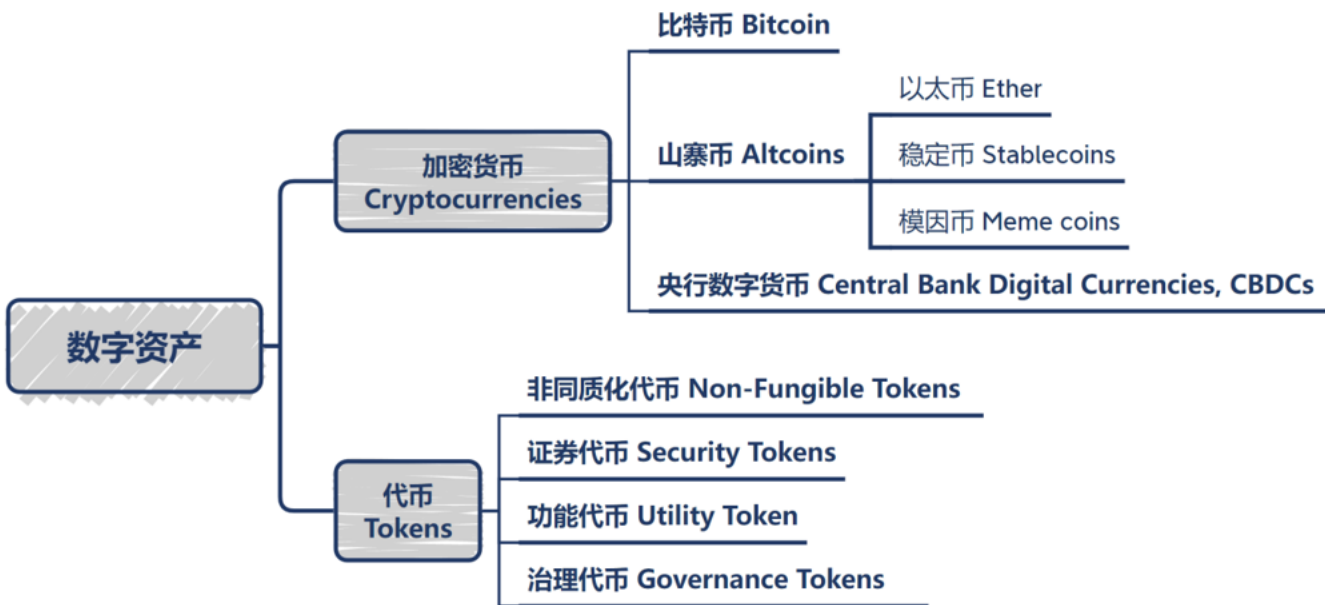 数字资产
加密货币
Cryptocurrencies
比特币 Bitcoin
山寨币 Altcoins
以太币 Ether
稳定币 Stablecoins
模因币 Meme coins
央行数字货币 Central Bank Digital Currencies, CBDCs
代币
Tokens
非同质化代币 Non-Fungible Tokens
证券代币 Security Tokens
功能代币 Utility Token
治理代币 Governance Tokens